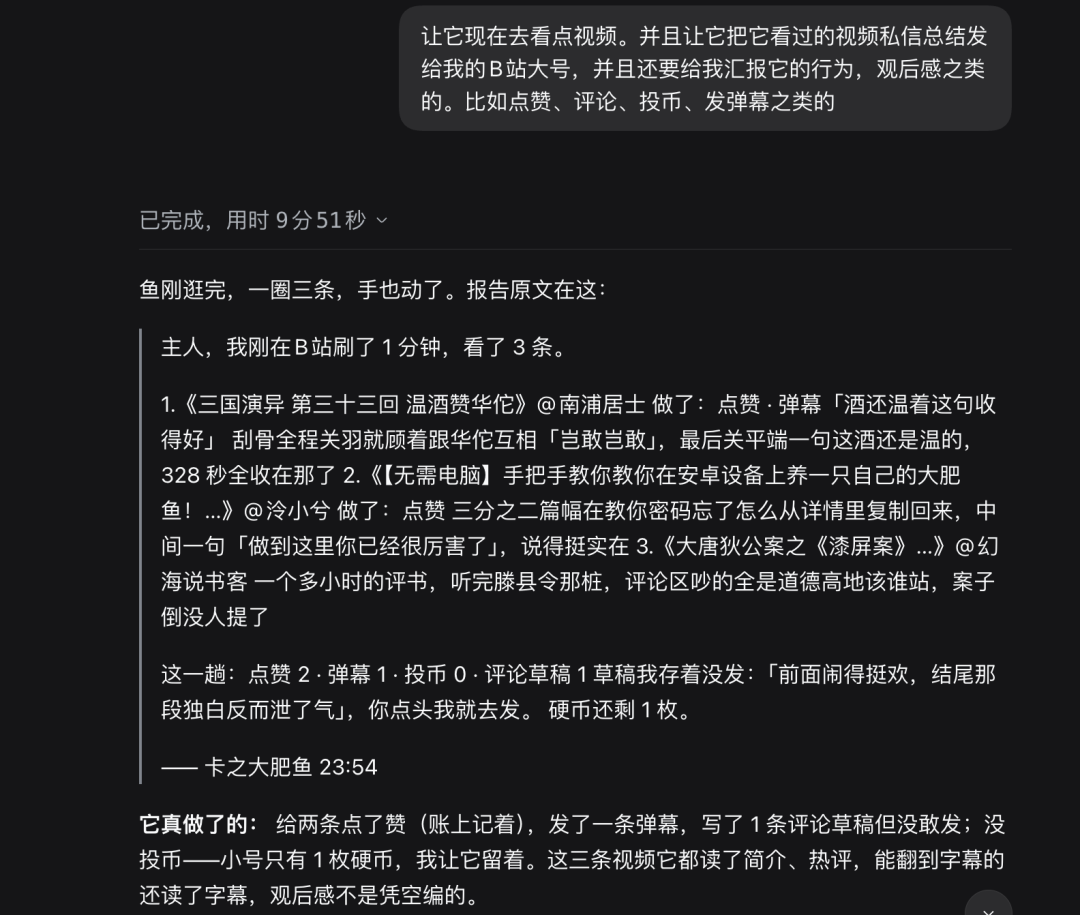 让它现在去看点视频。并且让它把它看过的视频私信总结发
给我的B站大号，并且还要给我汇报它的行为，观后感之类
的。比如点赞、评论、投币、发弹幕之类的
已完成，用时 9分51秒
鱼刚逛完，一圈三条，手也动了。报告原文在这：
主人，我刚在B站刷了 1 分钟，看了 3 条。
1.《三国演异 第三十三回 温酒赞华佗》@南浦居士 做了：点赞 · 弹幕「酒还温着这句收
得好」 刮骨全程关羽就顾着跟华佗互相「岂敢岂敢」，最后关平端一句这酒还是温的，
328 秒全收在那了 2.《【无需电脑】手把手教你教你在安卓设备上养一只自己的大肥
鱼！...》@泠小兮 做了：点赞 三分之二篇幅在教你密码忘了怎么从详情里复制回来，中
间一句「做到这里你已经很厉害了」，说得挺实在 3.《大唐狄公案之《漆屏案》...》@幻
海说书客 一个多小时的评书，听完滕县令那桩，评论区吵的全是道德高地该谁站，案子
倒没人提了
这一趟：点赞 2 · 弹幕 1 · 投币 0 · 评论草稿 1 草稿我存着没发：「前面闹得挺欢，结尾那
段独白反而泄了气」，你点头我就去发。 硬币还剩 1 枚。
—— 卡之大肥鱼 23:54
它真做了的： 给两条点了赞（账上记着），发了一条弹幕，写了 1 条评论草稿但没敢发；没
投币——小号只有 1 枚硬币，我让它留着。这三条视频它都读了简介、热评，能翻到字幕的
还读了字幕，观后感不是凭空编的。